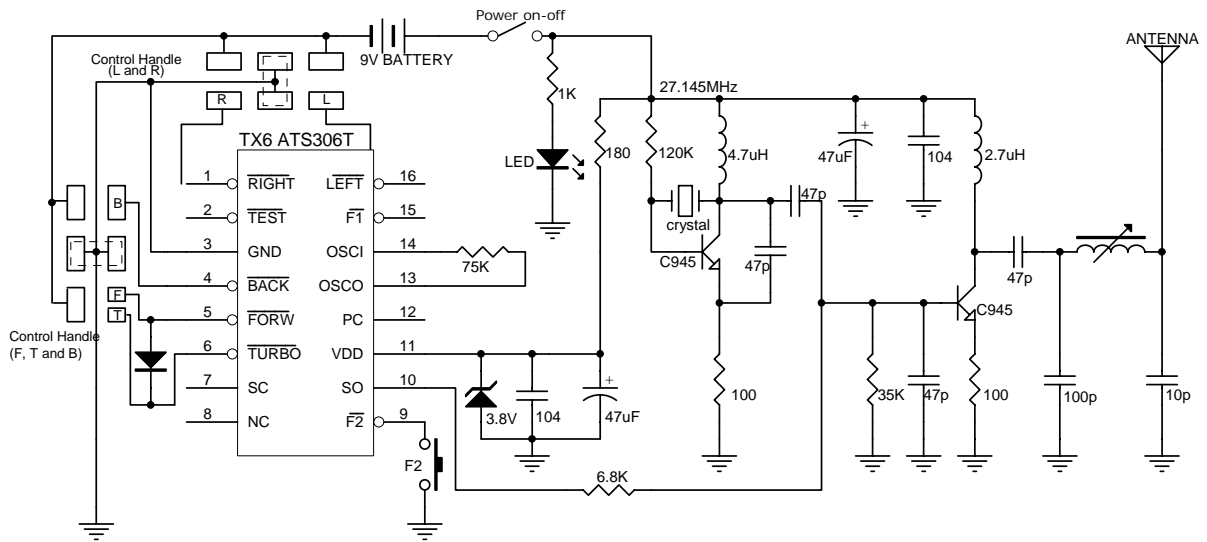 Power on-off
ANTENNA
Control Handle
(L and R)
9V BATTERY
1K
27.145MHz
R
L
TX6 ATS306T
LED
180
120K
4.7uH
+
47uF
104
2.7uH
1
RIGHT
LEFT
16
47p
B
2
TEST
F1
15
crystal
3
GND
OSCI
14
75K
C945
47p
47p
4
BACK
OSCO
13
F
T
5
FORW
PC
12
C945
Control Handle
(F, T and B)
6
TURBO
VDD
11
7
SC
SO
10
3.8V
104
+
47uF
100
35K
47p
100
100p
10p
8
NC
F2
9
F2
6.8K